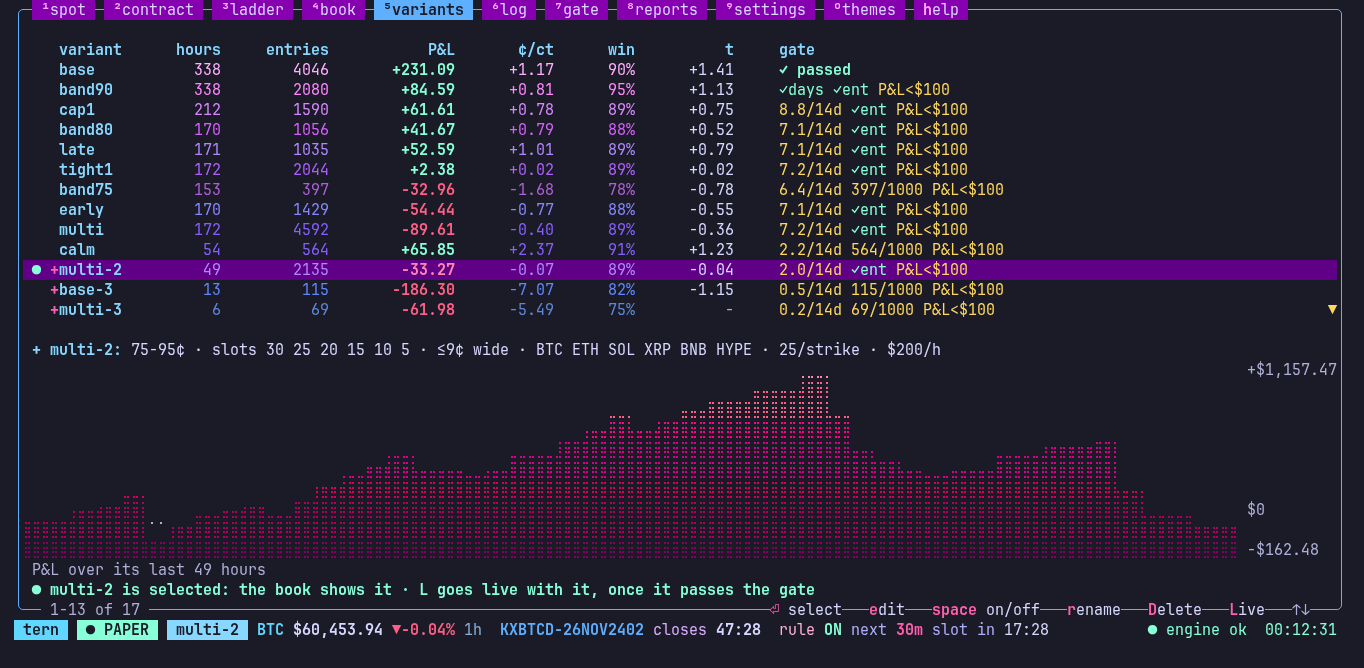 ¹spot ²contract ³ladder ⁴book ⁵variants ⁶log ⁷gate ⁸reports ⁹settings ⁰themes help
variant hours entries P&L ¢/ct win t gate
base 338 4046 +231.09 +1.17 90% +1.41 ✓ passed
band90 338 2080 +84.59 +0.81 95% +1.13 ✓days ✓ent P&L<$100
cap1 212 1590 +61.61 +0.78 89% +0.75 8.8/14d ✓ent P&L<$100
band80 170 1056 +41.67 +0.79 88% +0.52 7.1/14d ✓ent P&L<$100
late 171 1035 +52.59 +1.01 89% +0.79 7.1/14d ✓ent P&L<$100
tight1 172 2044 +2.38 +0.02 89% +0.02 7.2/14d ✓ent P&L<$100
band75 153 397 -32.96 -1.68 78% -0.78 6.4/14d 397/1000 P&L<$100
early 170 1429 -54.44 -0.77 88% -0.55 7.1/14d ✓ent P&L<$100
multi 172 4592 -89.61 -0.40 89% -0.36 7.2/14d ✓ent P&L<$100
calm 54 564 +65.85 +2.37 91% +1.23 2.2/14d 564/1000 P&L<$100
● +multi-2 49 2135 -33.27 -0.07 89% -0.04 2.0/14d ✓ent P&L<$100
+base-3 13 115 -186.30 -7.07 82% -1.15 0.5/14d 115/1000 P&L<$100
+multi-3 6 69 -61.98 -5.49 75% - 0.2/14d 69/1000 P&L<$100 ▼
+ multi-2: 75-95¢ · slots 30 25 20 15 10 5 · ≤9¢ wide · BTC ETH SOL XRP BNB HYPE · 25/strike · $200/h
+$1,157.47
$0
-$162.48
P&L over its last 49 hours
● multi-2 is selected: the book shows it · L goes live with it, once it passes the gate
1-13 of 17 ⏎ select edit space on/off rename Delete Live ↑↓
tern ● PAPER multi-2 BTC $60,453.94 ▼-0.04% 1h KXBTCD-26NOV2402 closes 47:28 rule ON next 30m slot in 17:28 ● engine ok 00:12:31